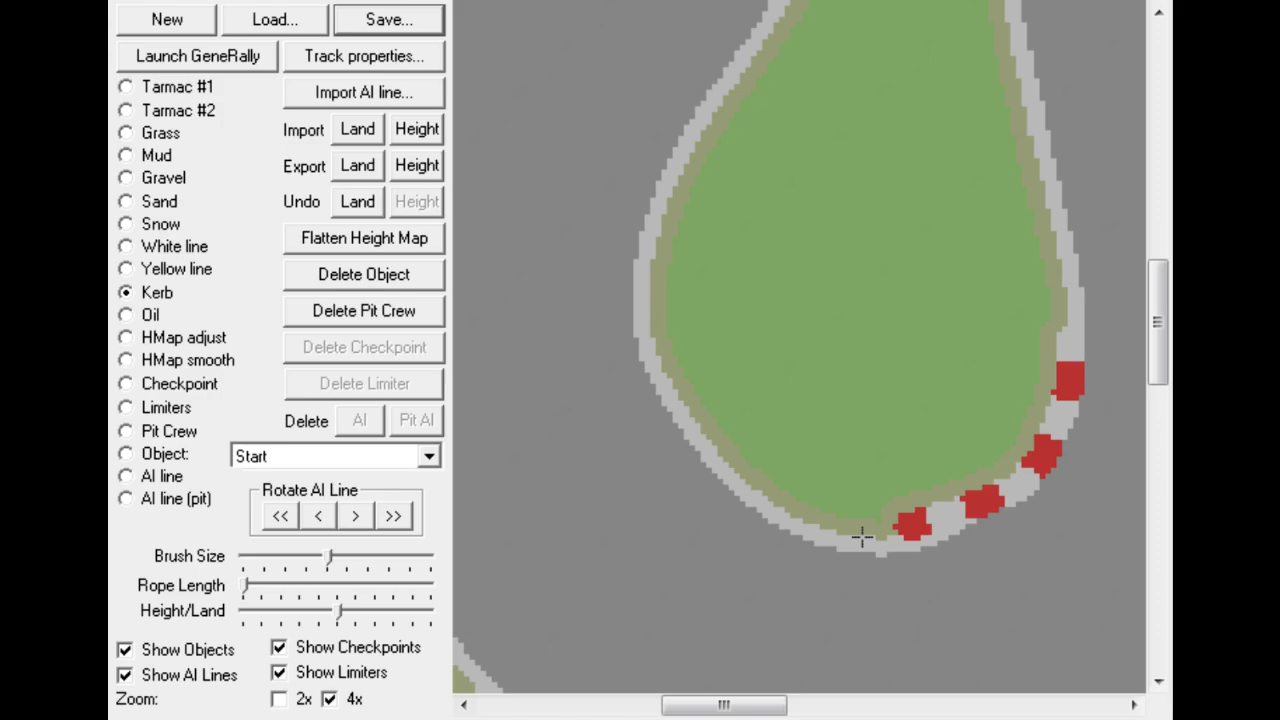 New Load... Save...
Launch GeneRally Track properties...
Import AI line...
Tarmac #1
Tarmac #2
Grass
Mud
Gravel
Sand
Snow
White line
Yellow line
Kerb
Oil
HMap adjust
HMap smooth
Checkpoint
Limiters
Pit Crew
Object: Start
AI line
AI line (pit)
Import Land Height
Export Land Height
Undo Land Height
Flatten Height Map
Delete Object
Delete Pit Crew
Delete Checkpoint
Delete Limiter
Delete AI Pit AI
Rotate AI Line
<< < > >>
Brush Size
Rope Length
Height/Land
Show Objects Show Checkpoints
Show AI Lines Show Limiters
Zoom: 2x 4x